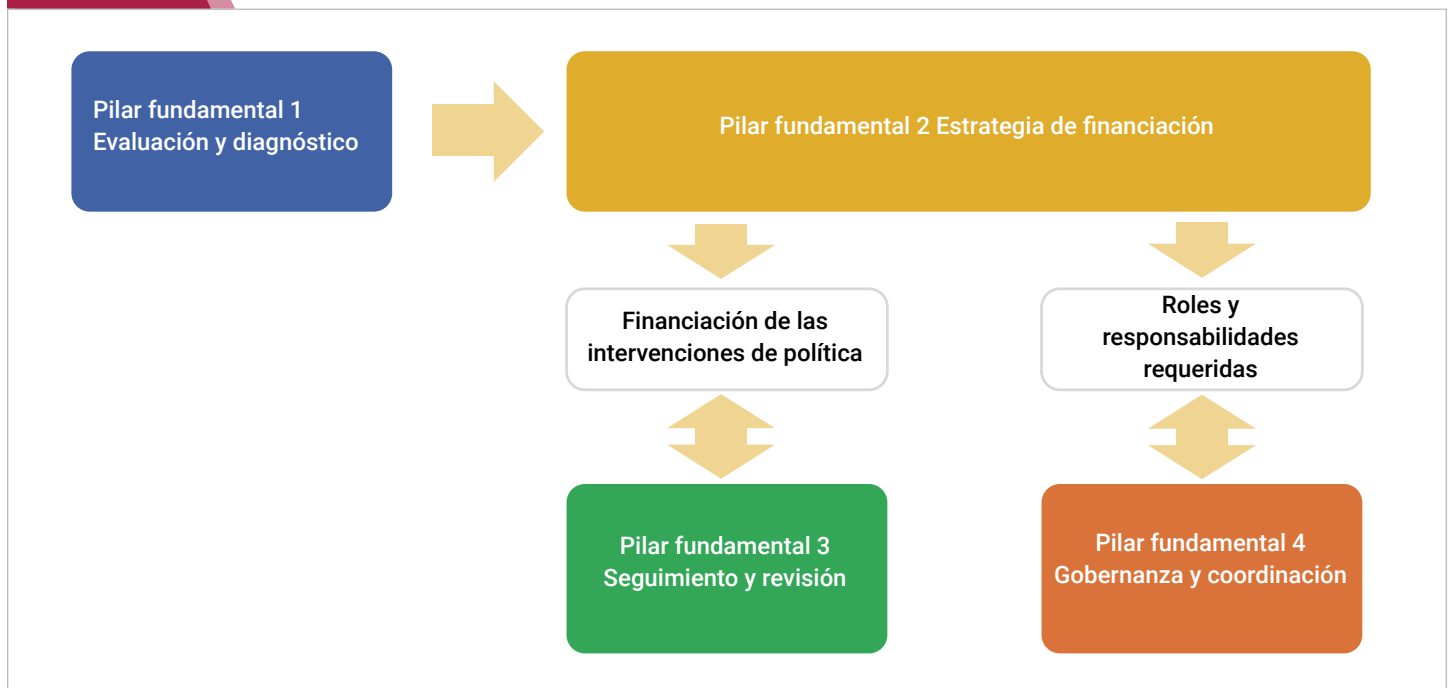 Pilar fundamental 1
Evaluación y diagnóstico
Pilar fundamental 2 Estrategia de financiación
Financiación de las
intervenciones de política
Roles y
responsabilidades
requeridas
Pilar fundamental 3
Seguimiento y revisión
Pilar fundamental 4
Gobernanza y coordinación